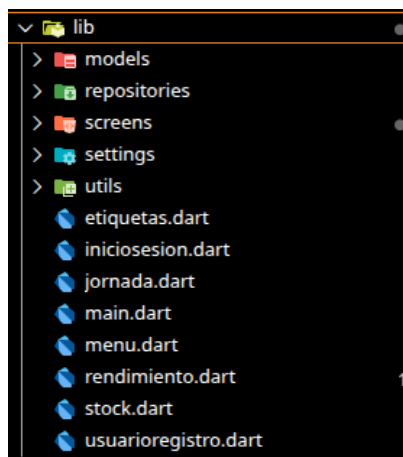 lib
models
repositories
screens
settings
utils
etiquetas.dart
iniciosesion.dart
jornada.dart
main.dart
menu.dart
rendimiento.dart
stock.dart
usuarioregistro.dart